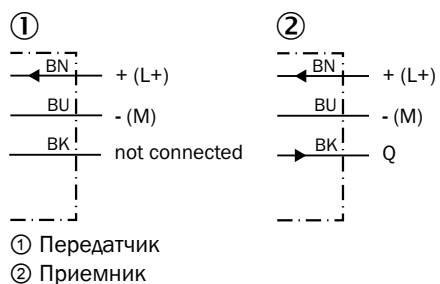 ①
BN + (L+)
BU - (M)
BK not connected
②
BN + (L+)
BU - (M)
BK Q
① Передатчик
② Приемник